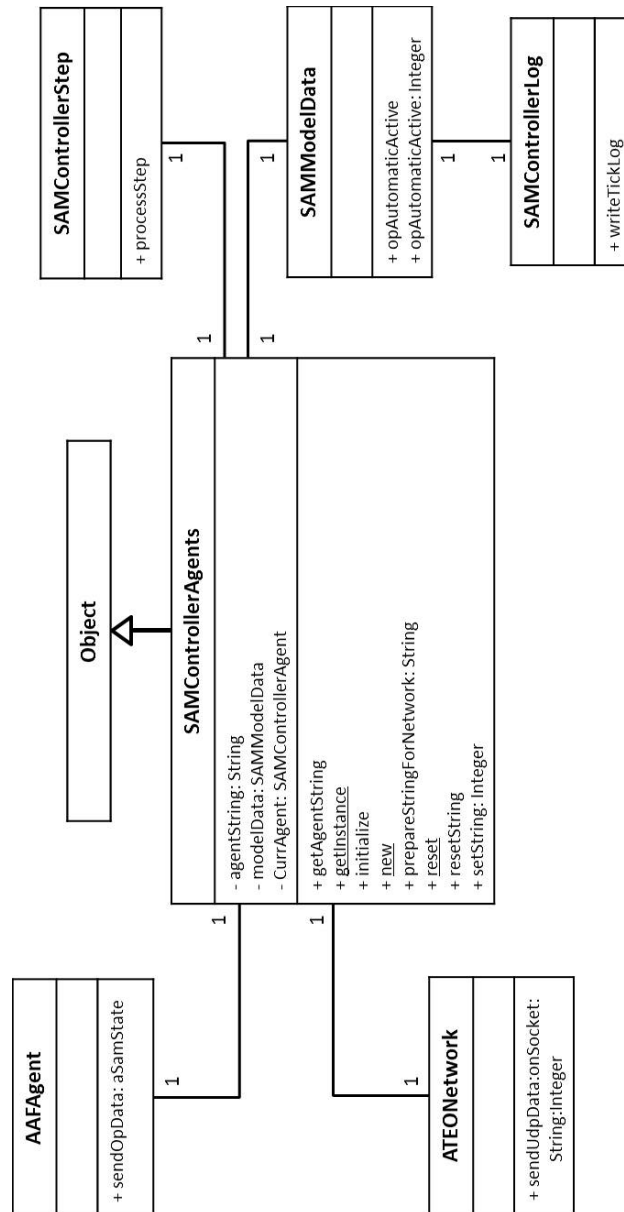 Object
AAFAgent
+ sendOpData: aSamState
1
1
SAMControllerAgents
- agentString: String
- modelData: SAMModelData
- CurrAgent: SAMControllerAgent
+ getAgentString
+ getInstance
+ initialize
+ new
+ prepareStringForNetwork: String
+ reset
+ resetString
+ setString: Integer
1
1
SAMControllerStep
+ processStep
1
1
ATEONetwork
+ sendUdpData:onSocket:
String:Integer
1
1
SAMModelData
+ opAutomaticActive
+ opAutomaticActive: Integer
1
1
SAMControllerLog
+ writeTickLog